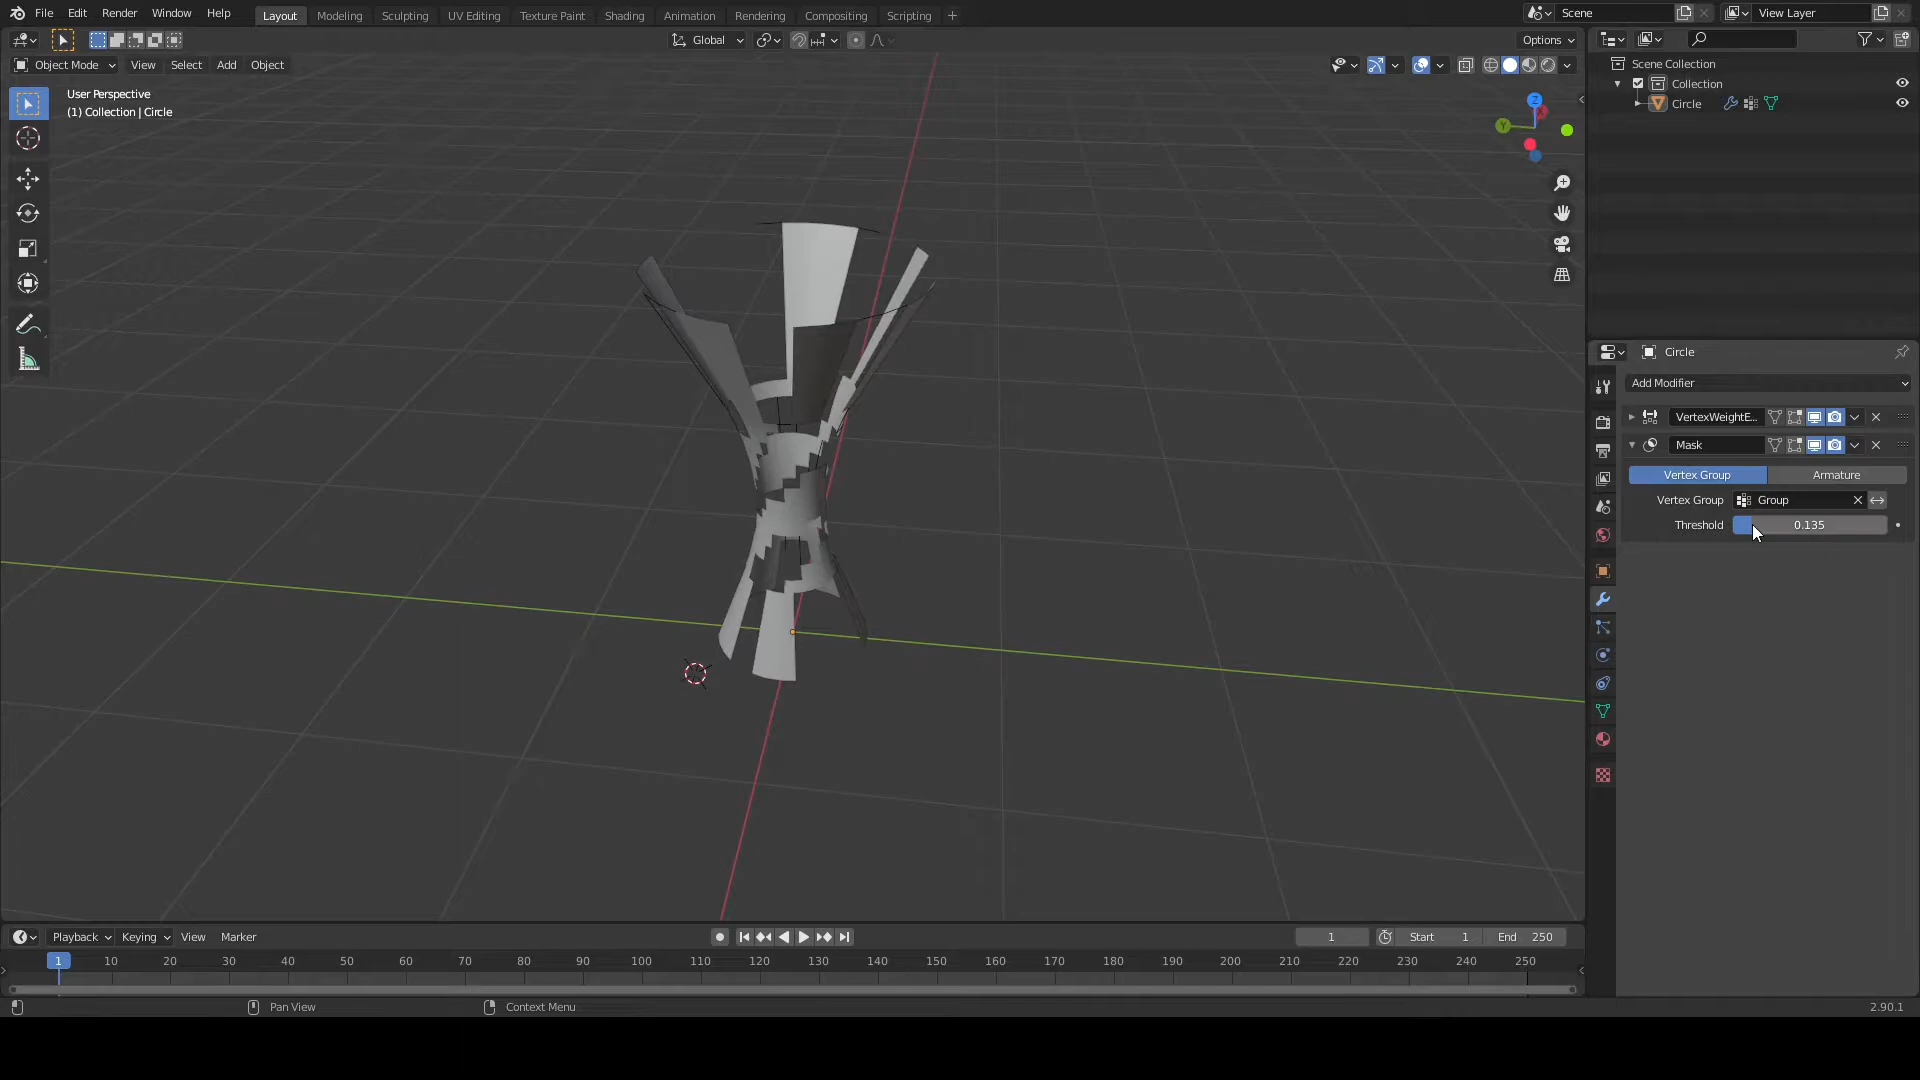 File Edit Render Window Help Layout Modeling Sculpting UV Editing Texture Paint Shading Animation Rendering Compositing Scripting + Scene View Layer
Global Options
Object Mode View Select Add Object
User Perspective
(1) Collection | Circle
Z
Y
Scene Collection
Collection
Circle
Circle
Add Modifier
VertexWeightE...
Mask
Vertex Group Armature
Vertex Group Group
Threshold 0.135
Playback Keying View Marker 1 Start 1 End 250
1 10 20 30 40 50 60 70 80 90 100 110 120 130 140 150 160 170 180 190 200 210 220 230 240 250
Pan View Context Menu 2.90.1